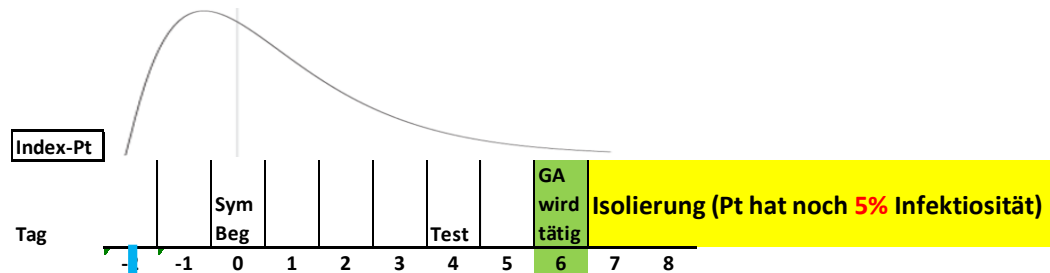 Index-Pt
GA
wird
tätig
Sym
Beg
Test
Isolierung (Pt hat noch 5% Infektiosität)
Tag
-1 0 1 2 3 4 5 6 7 8